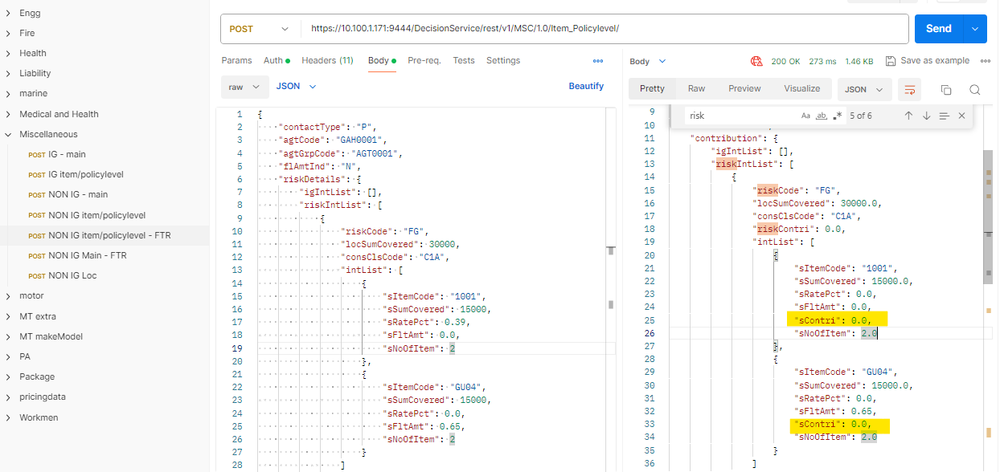 Engg
Fire
Health
Liability
marine
Medical and Health
Miscellaneous
POST IG - main
POST IG item/policylevel
POST NON IG - main
POST NON IG item/policylevel
POST NON IG item/policylevel - FTR
POST NON IG Main - FTR
POST NON IG Loc
motor
MT extra
MT makeModel
PA
Package
pricingdata
Workmen
POST https://10.100.1.171:9444/DecisionService/rest/v1/MSC/1.0/Item_Policylevel/ Send
Params Auth Headers (11) Body Pre-req. Tests Settings
raw JSON Beautify
1 {
2 "contactType": "P",
3 "agtCode": "GAH0001",
4 "agtGrpCode": "AGT0001",
5 "flAmtInd": "N",
6 "riskDetails": {
7 "igIntList": [],
8 "riskIntList": [
9 {
10 "riskCode": "FG",
11 "locSumCovered": 30000,
12 "consClsCode": "C1A",
13 "intList": [
14 {
15 "sItemCode": "1001",
16 "sSumCovered": 15000,
17 "sRatePct": 0.39,
18 "sFltAmt": 0.0,
19 "sNoOfItem": 2
20 },
21 {
22 "sItemCode": "GU04",
23 "sSumCovered": 15000,
24 "sRatePct": 0.0,
25 "sFltAmt": 0.65,
26 "sNoOfItem": 2
27 }
28 ]
Body 200 OK 273 ms 1.46 KB Save as example
Pretty Raw Preview Visualize JSON
risk Aa ab .* 5 of 6
9
10
11 "contribution": {
12 "igIntList": [],
13 "riskIntList": [
14 {
15 "riskCode": "FG",
16 "locSumCovered": 30000.0,
17 "consClsCode": "C1A",
18 "riskContri": 0.0,
19 "intList": [
20 {
21 "sItemCode": "1001",
22 "sSumCovered": 15000.0,
23 "sRatePct": 0.0,
24 "sFltAmt": 0.0,
25 "sContri": 0.0,
26 "sNoOfItem": 2.0
27 },
28 {
29 "sItemCode": "GU04",
30 "sSumCovered": 15000.0,
31 "sRatePct": 0.0,
32 "sFltAmt": 0.65,
33 "sContri": 0.0,
34 "sNoOfItem": 2.0
35 }
36 ]